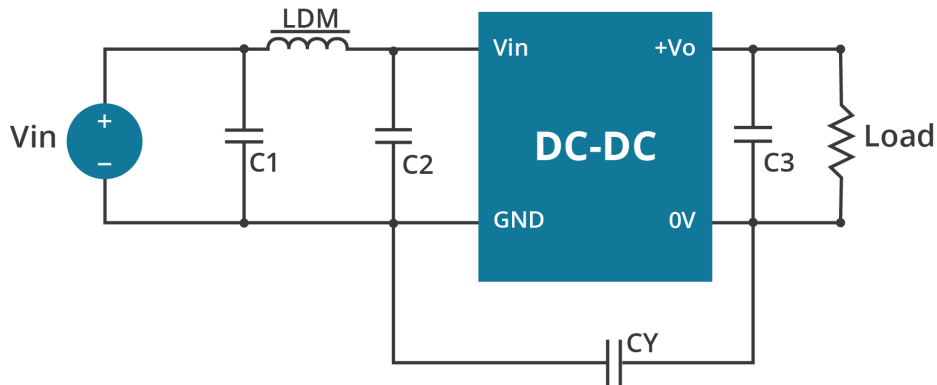 LDM
Vin
+
−
C1
C2
Vin
+Vo
DC-DC
GND
0V
C3
Load
CY